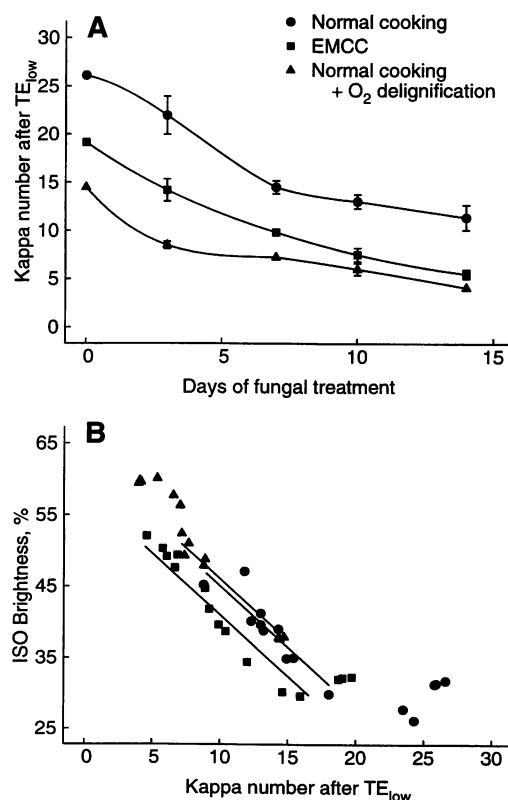 A
● Normal cooking
■ EMCC
▲ Normal cooking
+ O₂ delignification
Kappa number after TE_low
30
25
20
15
10
5
0
0 5 10 15
Days of fungal treatment
B
ISO Brightness, %
65
55
45
35
25
0 5 10 15 20 25 30
Kappa number after TE_low